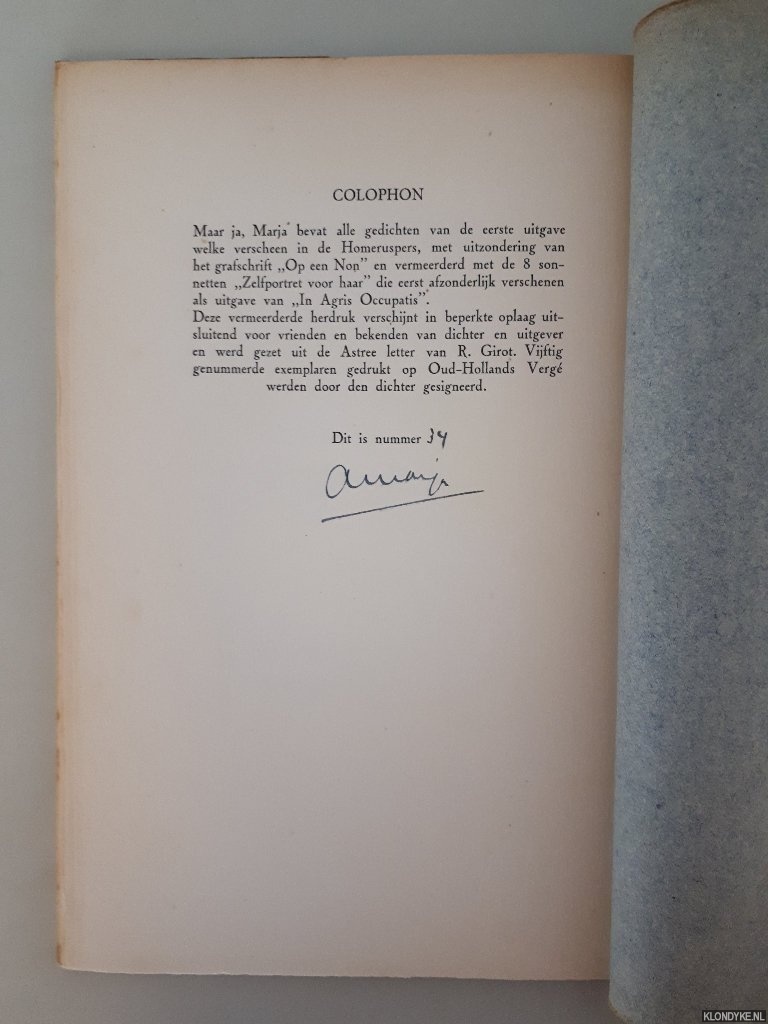 COLOPHON
Maar ja, Marja" bevat alle gedichten van de eerste uitgave
welke verscheen in de Homeruspers, met uitzondering van
het grafschrift „Op een Non" en vermeerderd met de 8 son-
netten „Zelfportret voor haar" die eerst afzonderlijk verschenen
als uitgave van „In Agris Occupatis".
Deze vermeerderde herdruk verschijnt in beperkte oplaag uit-
sluitend voor vrienden en bekenden van dichter en uitgever
en werd gezet uit de Astree letter van R. Girot. Vijftig
genummerde exemplaren gedrukt op Oud-Hollands Vergé
werden door den dichter gesigneerd.
Dit is nummer 34
AMarja
KLONDYKE.NL